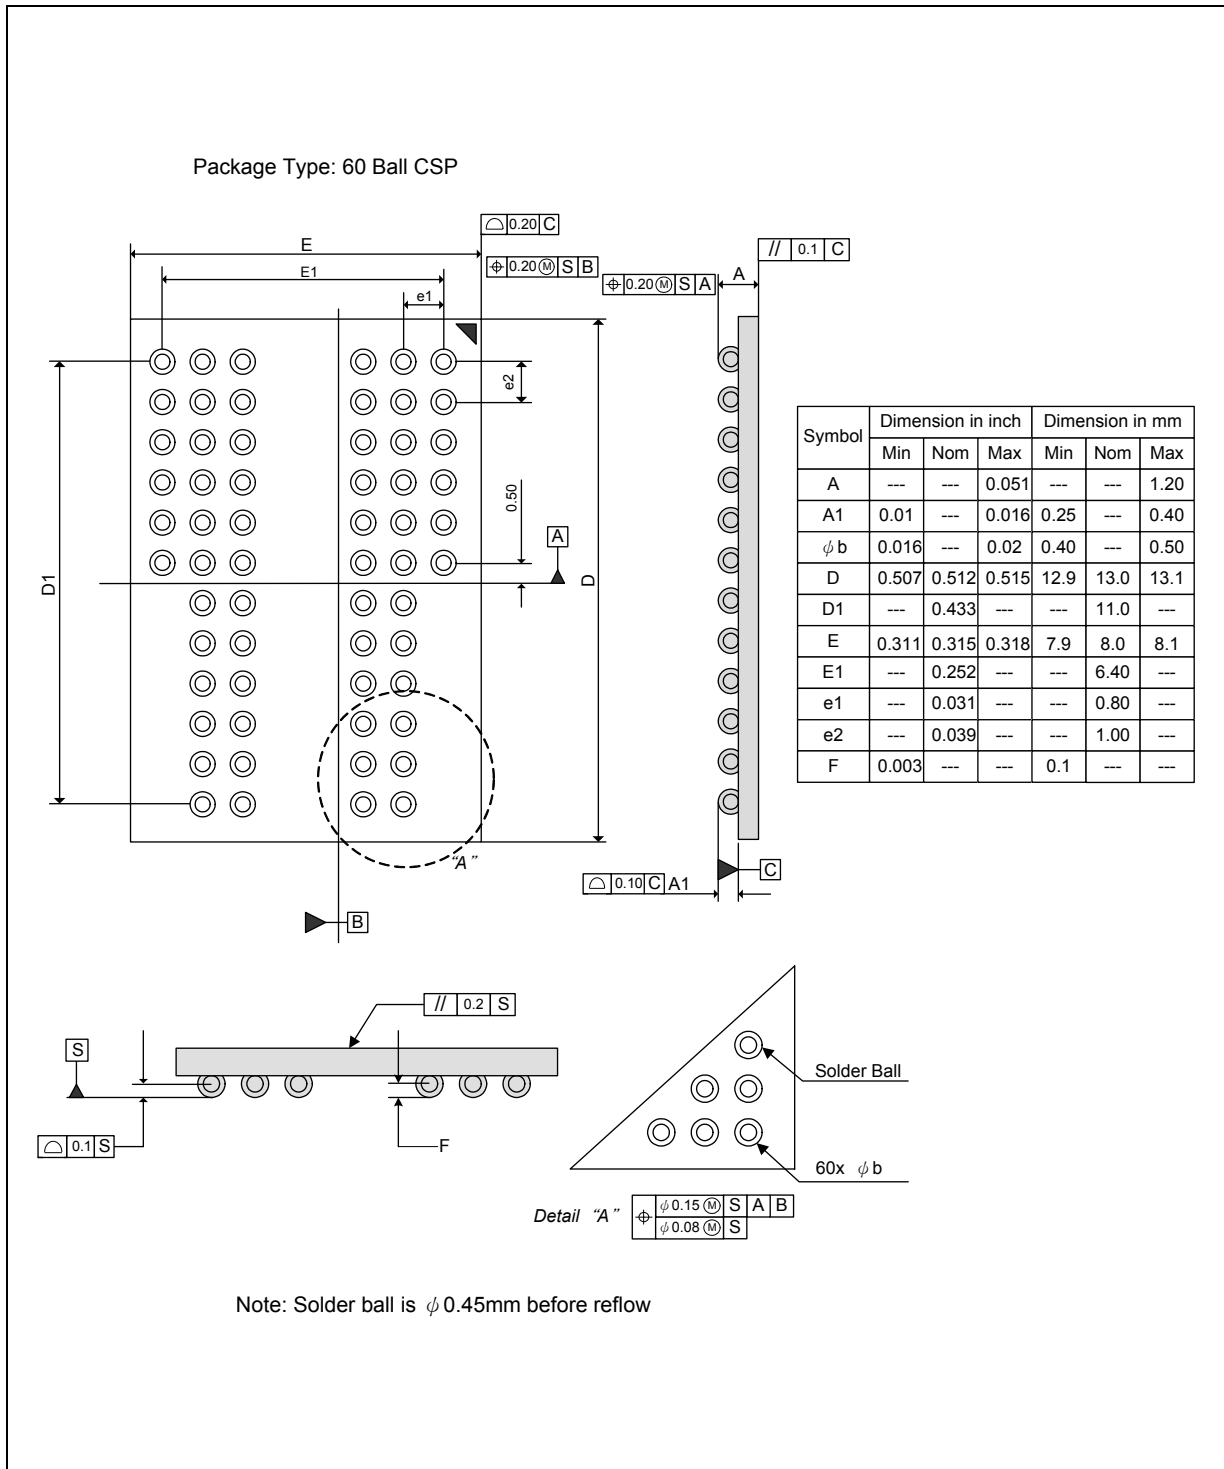 Package Type: 60 Ball CSP
⌓ 0.20 C
E
// 0.1 C
E1
⌖ 0.20 Ⓜ S B
A
⌖ 0.20 Ⓜ S A
e1
e2
Symbol Dimension in inch Dimension in mm
Min Nom Max Min Nom Max
A --- --- 0.051 --- --- 1.20
A1 0.01 --- 0.016 0.25 --- 0.40
ϕ b 0.016 --- 0.02 0.40 --- 0.50
D 0.507 0.512 0.515 12.9 13.0 13.1
D1 --- 0.433 --- --- 11.0 ---
E 0.311 0.315 0.318 7.9 8.0 8.1
E1 --- 0.252 --- --- 6.40 ---
e1 --- 0.031 --- --- 0.80 ---
e2 --- 0.039 --- --- 1.00 ---
F 0.003 --- --- 0.1 --- ---
0.50
A
D1
D
“A”
C
⌓ 0.10 C A1
B
// 0.2 S
S
Solder Ball
⌓ 0.1 S
F
60x ϕ b
Detail “A” ⌖ ϕ 0.15 Ⓜ S A B
ϕ 0.08 Ⓜ S
Note: Solder ball is ϕ 0.45mm before reflow